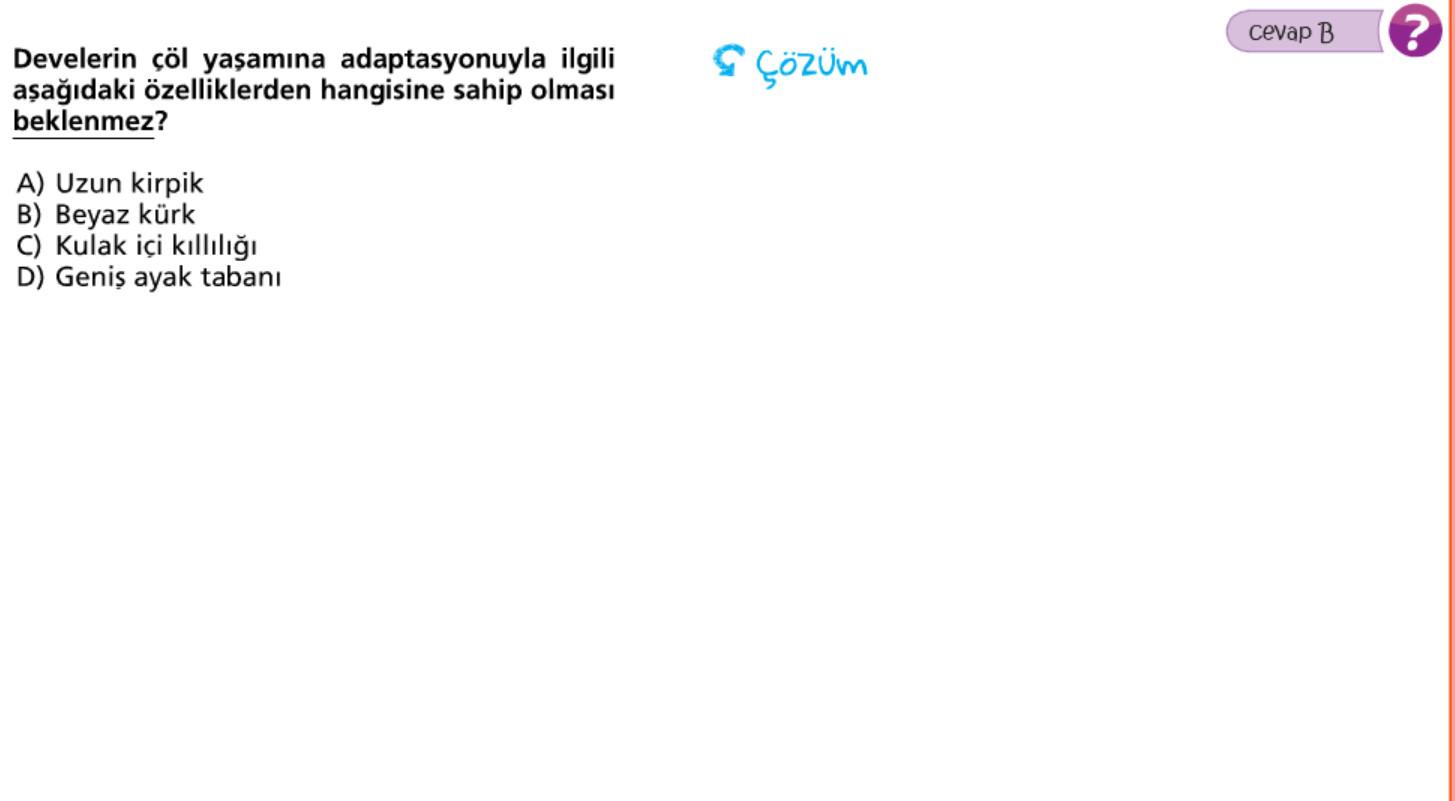 Develerin çöl yaşamına adaptasyonuyla ilgili
aşağıdaki özelliklerden hangisine sahip olması
beklenmez?
A) Uzun kirpik
B) Beyaz kürk
C) Kulak içi kıllılığı
D) Geniş ayak tabanı
Çözüm
cevap B
?